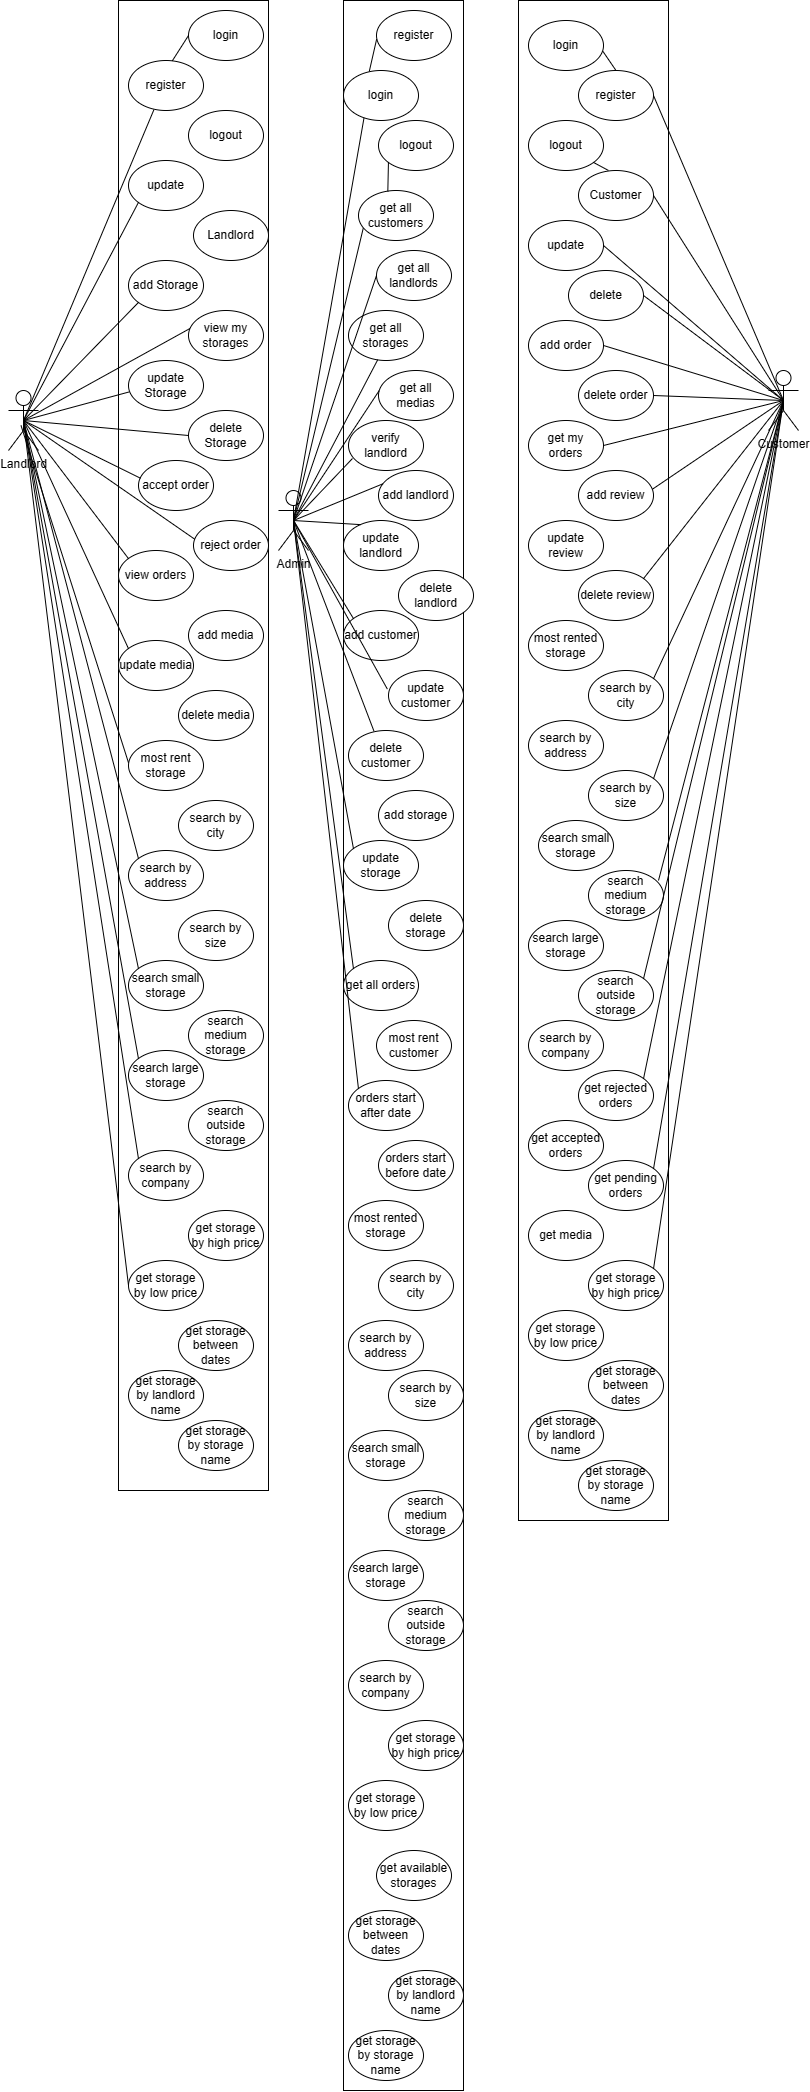 login
register
logout
update
Landlord
add Storage
view my
storages
update
Storage
delete
Storage
Landlord
accept order
reject order
view orders
add media
update media
delete media
most rent
storage
search by
city
search by
address
search by
size
search small
storage
search
medium
storage
search large
storage
search
outside
storage
search by
company
get storage
by high price
get storage
by low price
get storage
between
dates
get storage
by landlord
name
get storage
by storage
name
register
login
logout
get all
customers
get all
landlords
get all
storages
get all
medias
verify
landlord
add landlord
update
landlord
Admin
delete
landlord
add customer
update
customer
delete
customer
add storage
update
storage
delete
storage
get all orders
most rent
customer
orders start
after date
orders start
before date
most rented
storage
search by
city
search by
address
search by
size
search small
storage
search
medium
storage
search large
storage
search
outside
storage
search by
company
get storage
by high price
get storage
by low price
get available
storages
get storage
between
dates
get storage
by landlord
name
get storage
by storage
name
login
register
logout
Customer
update
delete
add order
delete order
get my
orders
Customer
add review
update
review
delete review
most rented
storage
search by
city
search by
address
search by
size
search small
storage
search
medium
storage
search large
storage
search
outside
storage
search by
company
get rejected
orders
get accepted
orders
get pending
orders
get media
get storage
by high price
get storage
by low price
get storage
between
dates
get storage
by landlord
name
get storage
by storage
name